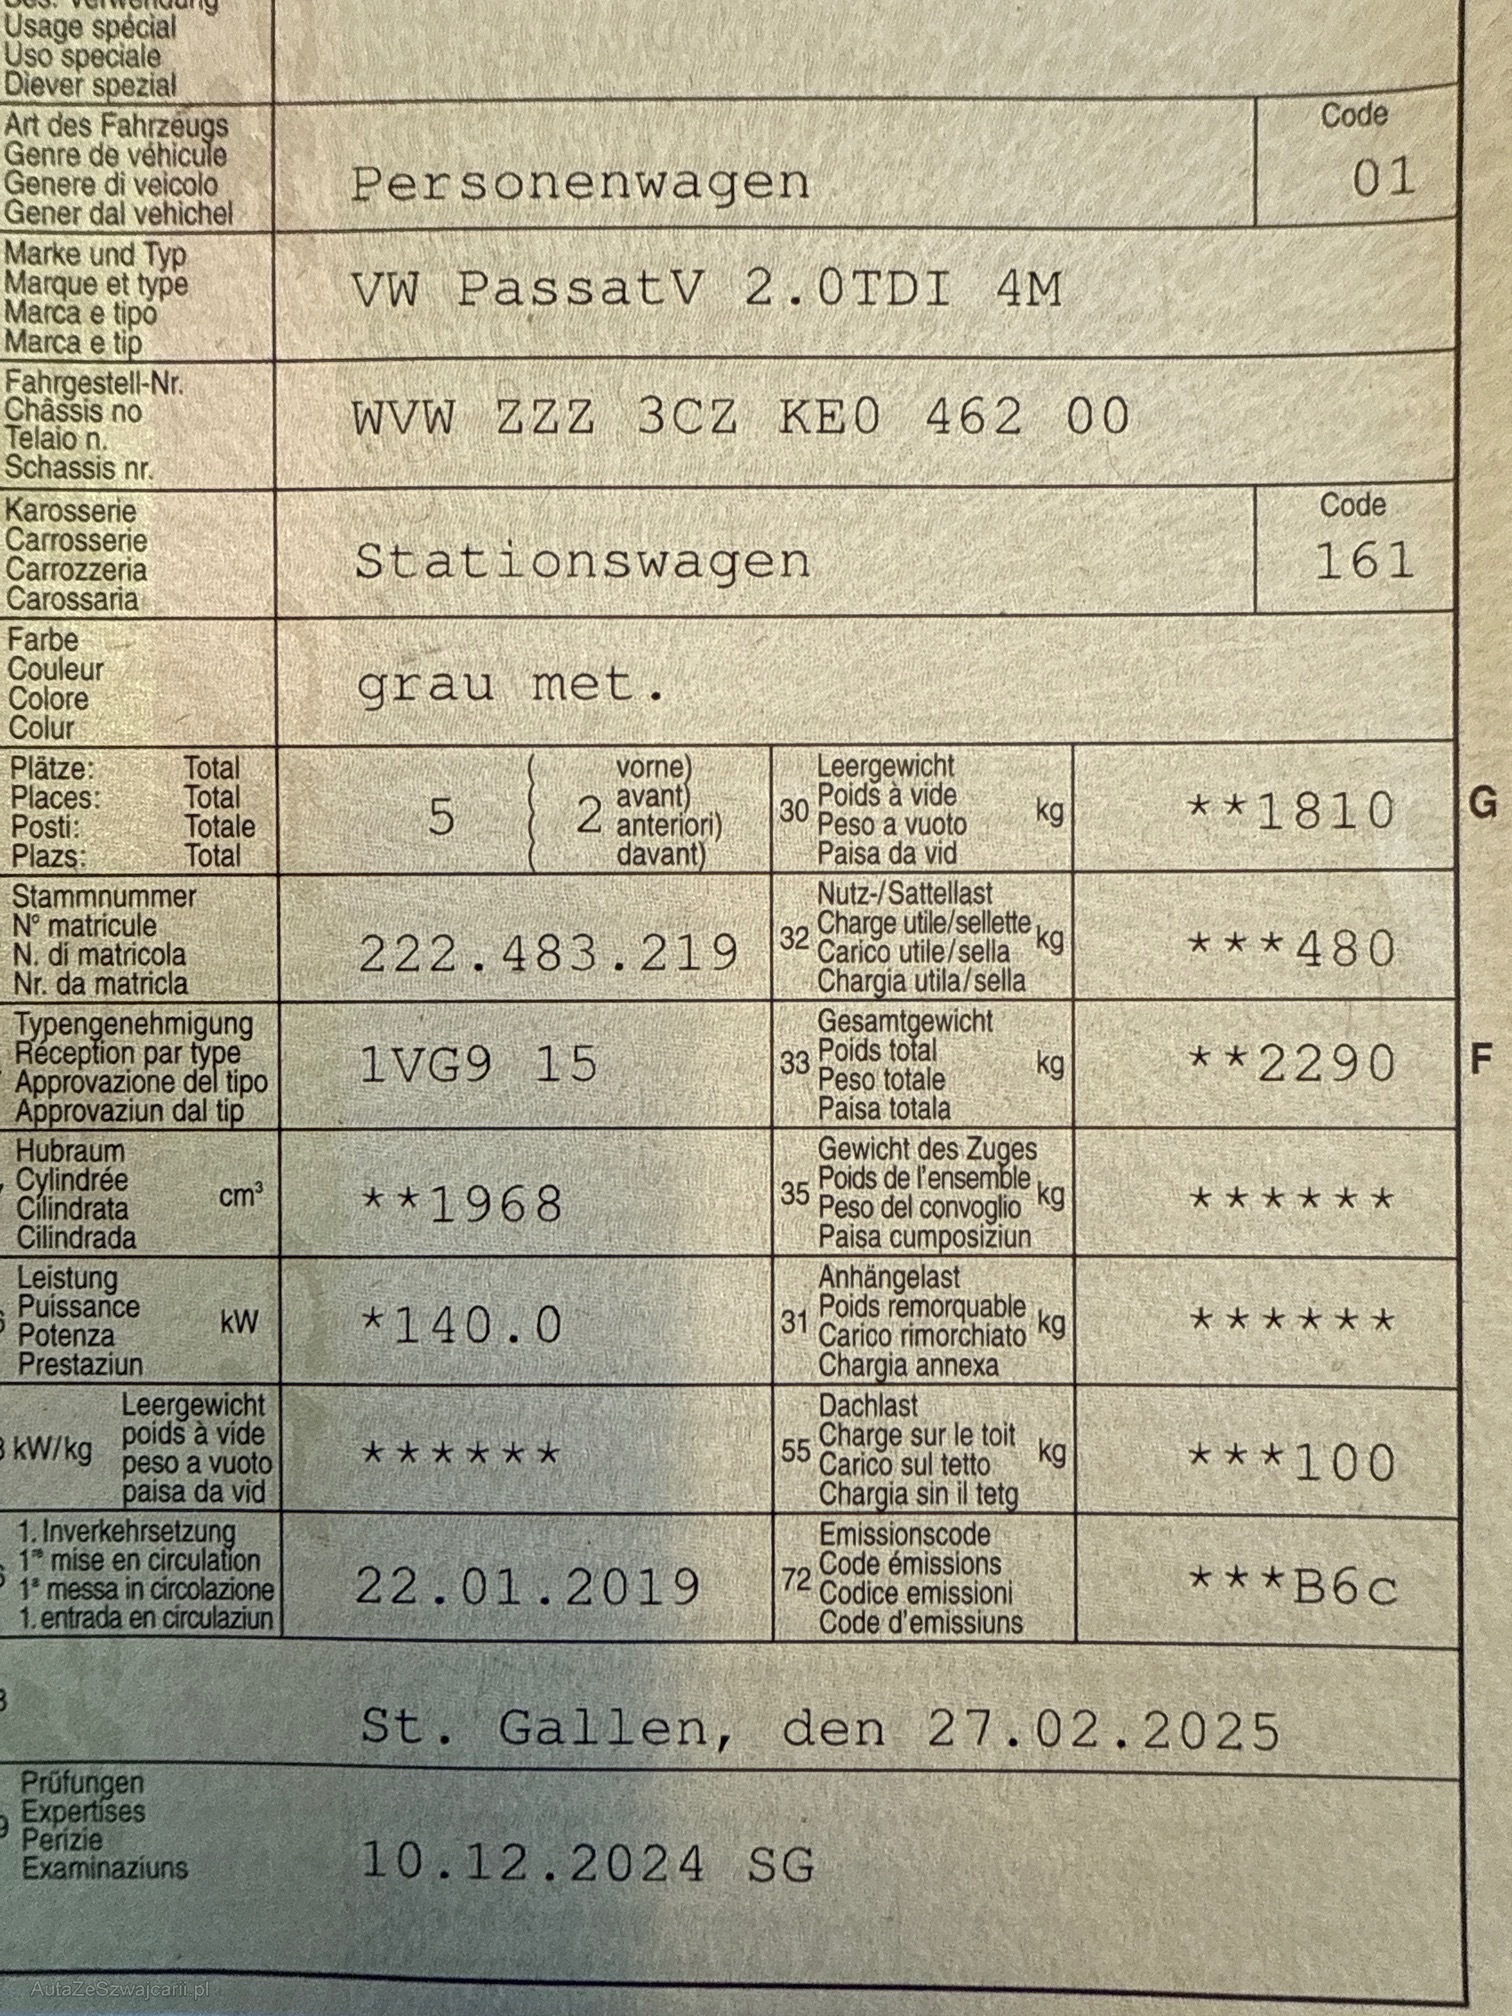 Usage spécial
Uso speciale
Diever spezial
Art des Fahrzeugs
Genre de véhicule
Genere di veicolo
Gener dal vehichel
Personenwagen
Code
01
Marke und Typ
Marque et type
Marca e tipo
Marca e tip
VW PassatV 2.0TDI 4M
Fahrgestell-Nr.
Châssis no
Telaio n.
Schassis nr.
WVW ZZZ 3CZ KE0 462 00
Karosserie
Carrosserie
Carrozzeria
Carossaria
Stationswagen
Code
161
Farbe
Couleur
Colore
Colur
grau met.
Plätze: Total
Places: Total
Posti: Totale
Plazs: Total
5 ( 2
vorne)
avant)
anteriori)
davant)
30
Leergewicht
Poids à vide
Peso a vuoto
Paisa da vid
kg
**1810
G
Stammnummer
N° matricule
N. di matricola
Nr. da matricla
222.483.219
32
Nutz-/Sattellast
Charge utile/sellette
Carico utile/sella
Chargia utila/sella
kg
***480
Typengenehmigung
Réception par type
Approvazione del tipo
Approvaziun dal tip
1VG9 15
33
Gesamtgewicht
Poids total
Peso totale
Paisa totala
kg
**2290
F
Hubraum
Cylindrée
Cilindrata
Cilindrada
cm³
**1968
35
Gewicht des Zuges
Poids de l'ensemble
Peso del convoglio
Paisa cumposiziun
kg
******
Leistung
Puissance
Potenza
Prestaziun
kW
*140.0
31
Anhängelast
Poids remorquable
Carico rimorchiato
Chargia annexa
kg
******
kW/kg
Leergewicht
poids à vide
peso a vuoto
paisa da vid
******
55
Dachlast
Charge sur le toit
Carico sul tetto
Chargia sin il tetg
kg
***100
1. Inverkehrsetzung
1re mise en circulation
1a messa in circolazione
1. entrada en circulaziun
22.01.2019
72
Emissionscode
Code émissions
Codice emissioni
Code d'emissiuns
***B6c
St. Gallen, den 27.02.2025
Prüfungen
Expertises
Perizie
Examinaziuns
10.12.2024 SG
AutaZeSzwajcarii.pl